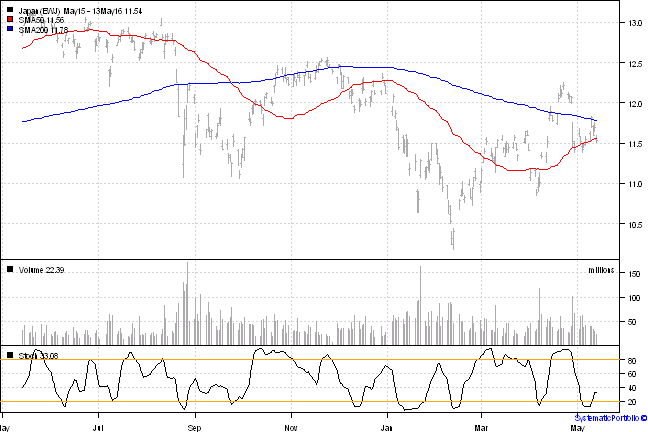 Japan (EWJ) May15 - 13May16 11.54
SMA50 11.56
SMA200 11.78
13.0
12.5
12.0
11.5
11.0
10.5
Volume 22.39
millions
150
100
50
Stoch 33.08
80
60
40
20
May Jul Sep Nov Jan Mar May
SystematicPortfolio ©